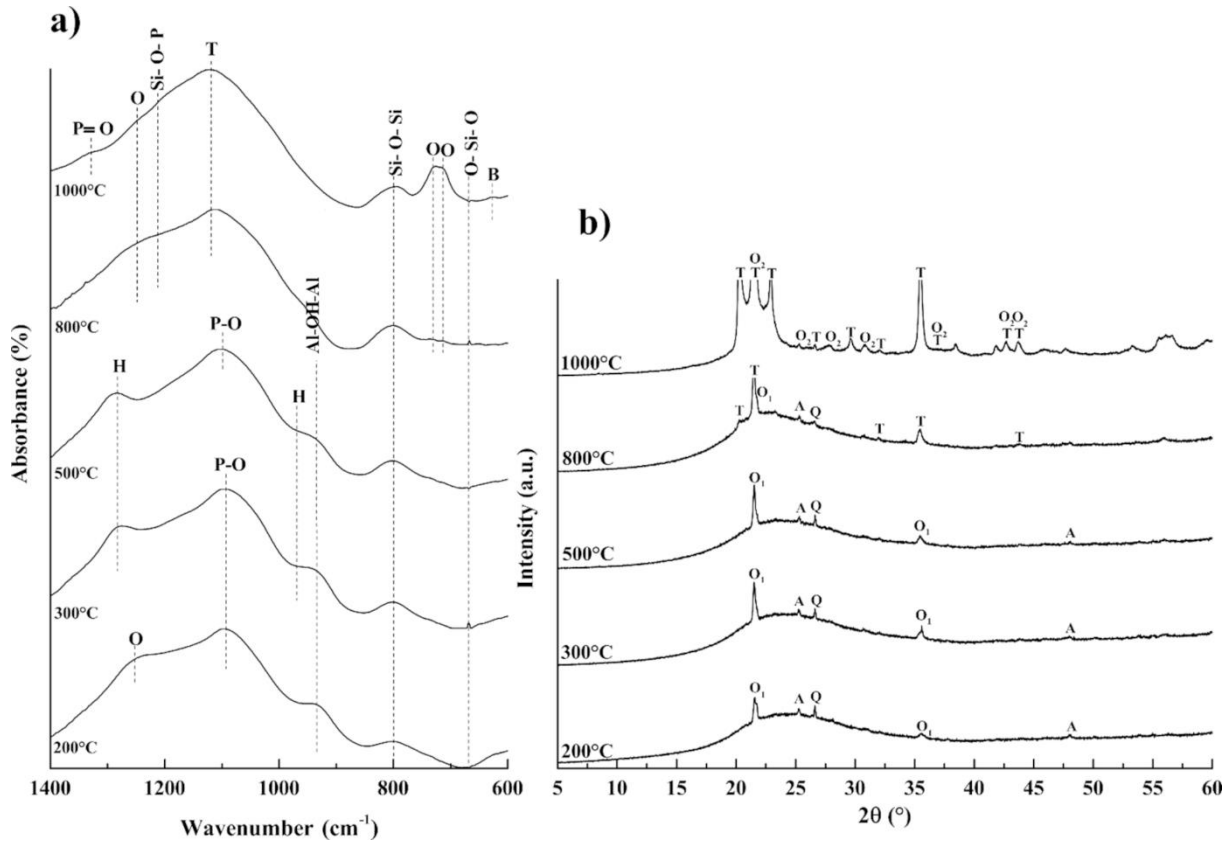 a)
P=O
O
Si-O-P
T
Si-O-Si
OO
O-Si-O
B
1000°C
800°C
H
P-O
H
Al-OH-Al
500°C
P-O
300°C
O
200°C
Absorbance (%)
1400 1200 1000 800 600
Wavenumber (cm⁻¹)
b)
T O₂ T T T
O₂ T O₂ T O₂ T O₂ T₂ O₂ O₂
T T
1000°C
T T O₁ A Q T T T
800°C
O₁ A Q O₁ A
500°C
O₁ A Q O₁ A
300°C
O₁ A Q O₁ A
200°C
Intensity (a.u.)
5 10 15 20 25 30 35 40 45 50 55 60
2θ (°)